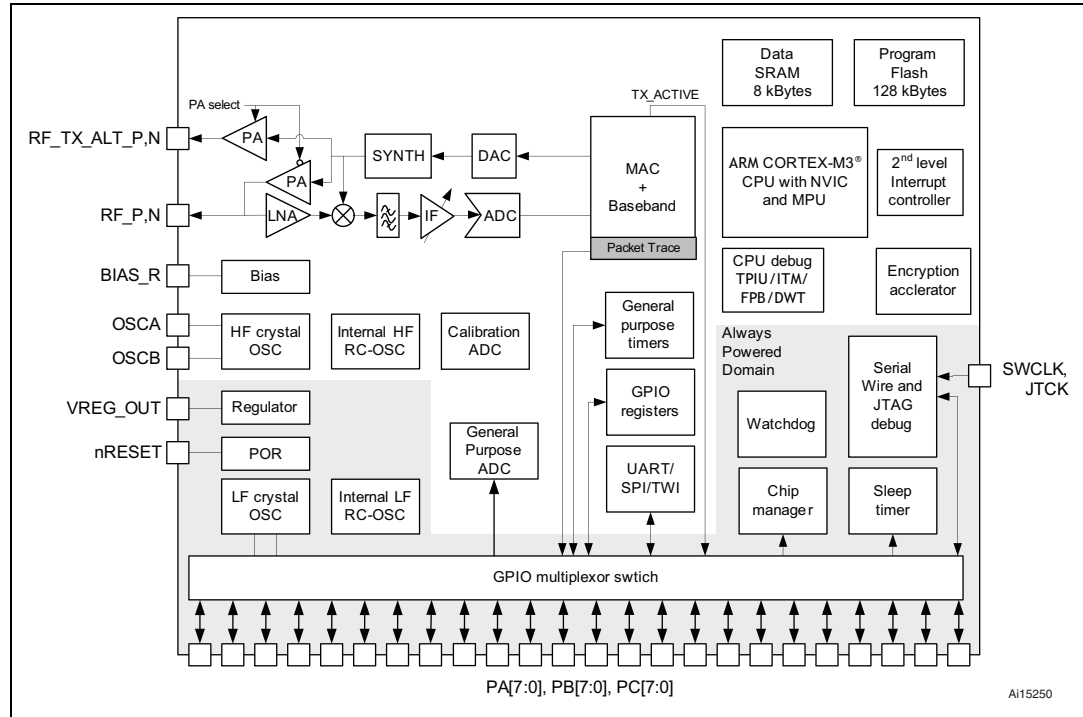 Data
SRAM
8 kBytes
Program
Flash
128 kBytes
PA select
TX_ACTIVE
RF_TX_ALT_P,N
PA
SYNTH
DAC
MAC
+
Baseband
ARM CORTEX-M3®
CPU with NVIC
and MPU
2nd level
Interrupt
controller
PA
RF_P,N
LNA
IF
ADC
Packet Trace
CPU debug
TPIU/ITM/
FPB/DWT
Encryption
acclerator
BIAS_R
Bias
General
purpose
timers
OSCA
OSCB
HF crystal
OSC
Internal HF
RC-OSC
Calibration
ADC
Always
Powered
Domain
Serial
Wire and
JTAG
debug
SWCLK,
JTCK
VREG_OUT
Regulator
GPIO
registers
Watchdog
nRESET
POR
General
Purpose
ADC
UART/
SPI/TWI
LF crystal
OSC
Internal LF
RC-OSC
Chip
manager
Sleep
timer
GPIO multiplexor swtich
PA[7:0], PB[7:0], PC[7:0]
Ai15250